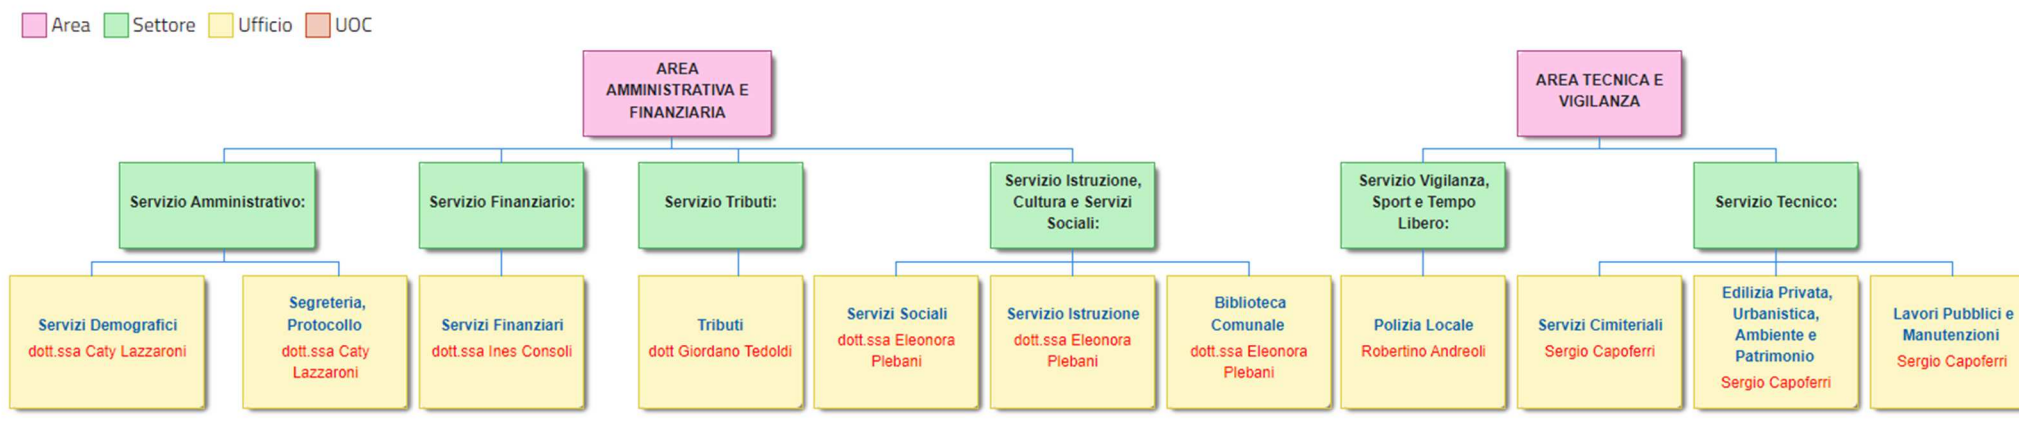 Area Settore Ufficio UOC
AREA
AMMINISTRATIVA E
FINANZIARIA
AREA TECNICA E
VIGILANZA
Servizio Amministrativo:
Servizio Finanziario:
Servizio Tributi:
Servizio Istruzione,
Cultura e Servizi
Sociali:
Servizio Vigilanza,
Sport e Tempo
Libero:
Servizio Tecnico:
Servizi Demografici
dott.ssa Caty Lazzaroni
Segreteria,
Protocollo
dott.ssa Caty
Lazzaroni
Servizi Finanziari
dott.ssa Ines Consoli
Tributi
dott Giordano Tedoldi
Servizi Sociali
dott.ssa Eleonora
Plebani
Servizio Istruzione
dott.ssa Eleonora
Plebani
Biblioteca
Comunale
dott.ssa Eleonora
Plebani
Polizia Locale
Robertino Andreoli
Servizi Cimiteriali
Sergio Capoferri
Edilizia Privata,
Urbanistica,
Ambiente e
Patrimonio
Sergio Capoferri
Lavori Pubblici e
Manutenzioni
Sergio Capoferri